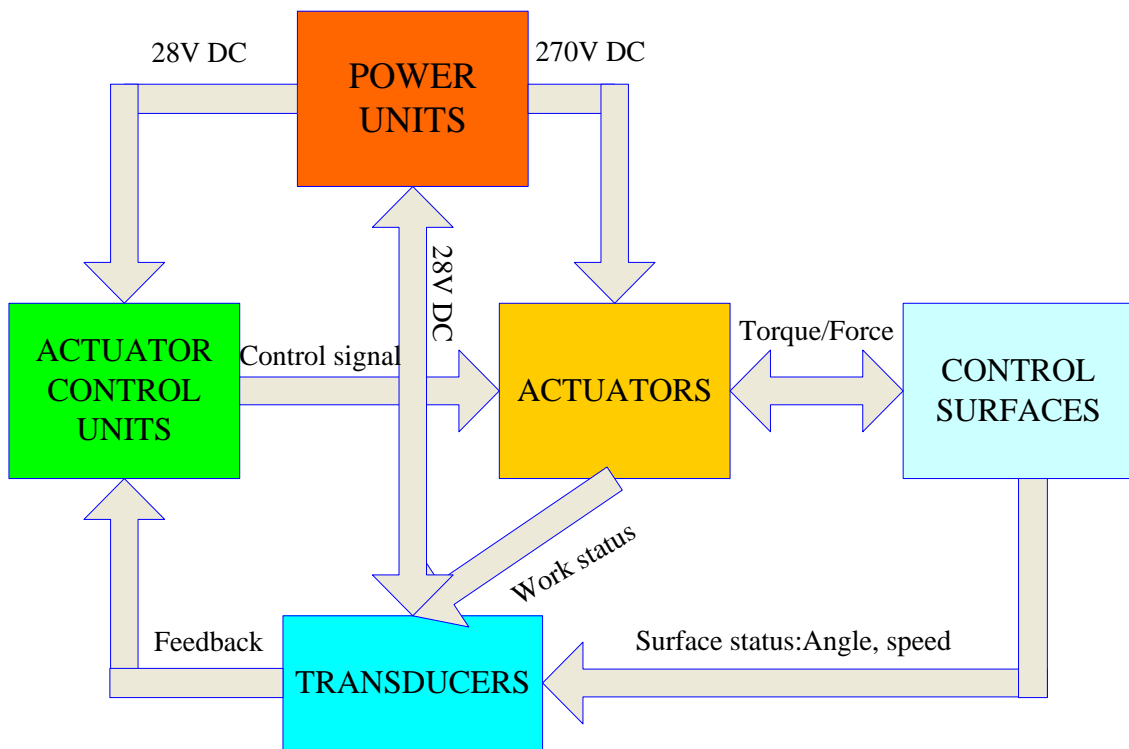 28V DC
270V DC
POWER
UNITS
28V DC
ACTUATOR
CONTROL
UNITS
Control signal
ACTUATORS
Torque/Force
CONTROL
SURFACES
Work status
Feedback
Surface status:Angle, speed
TRANSDUCERS